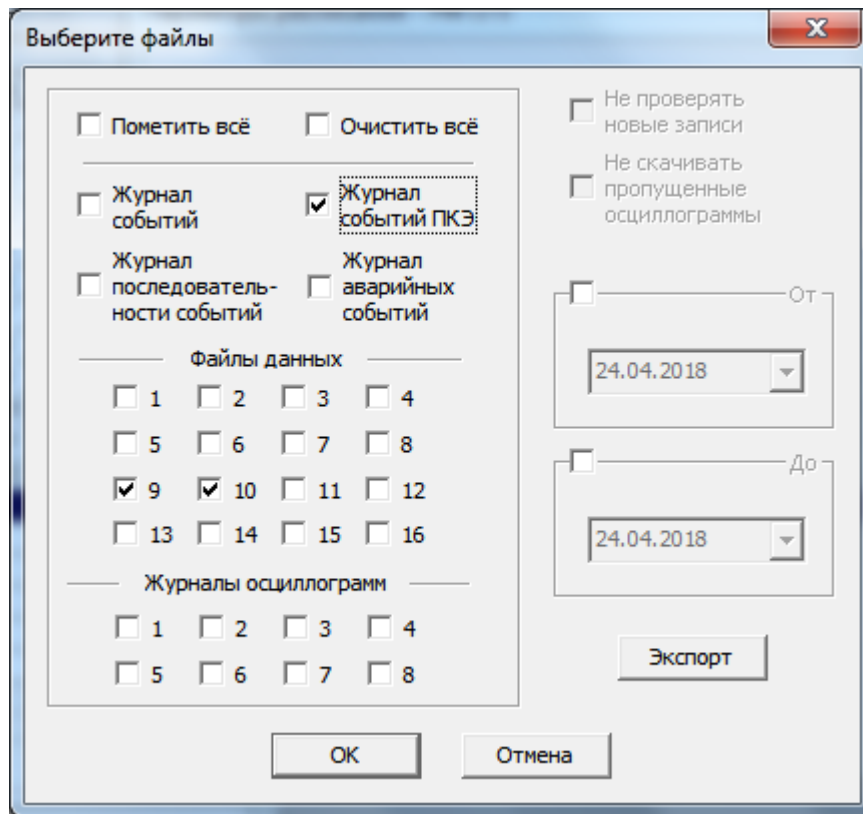 Выберите файлы
Пометить всё
Очистить всё
Журнал
событий
Журнал
событий ПКЭ
Журнал
последователь-
ности событий
Журнал
аварийных
событий
Файлы данных
1 2 3 4
5 6 7 8
9 10 11 12
13 14 15 16
Журналы осциллограмм
1 2 3 4
5 6 7 8
Не проверять
новые записи
Не скачивать
пропущенные
осциллограммы
От
24.04.2018
До
24.04.2018
Экспорт
OK
Отмена